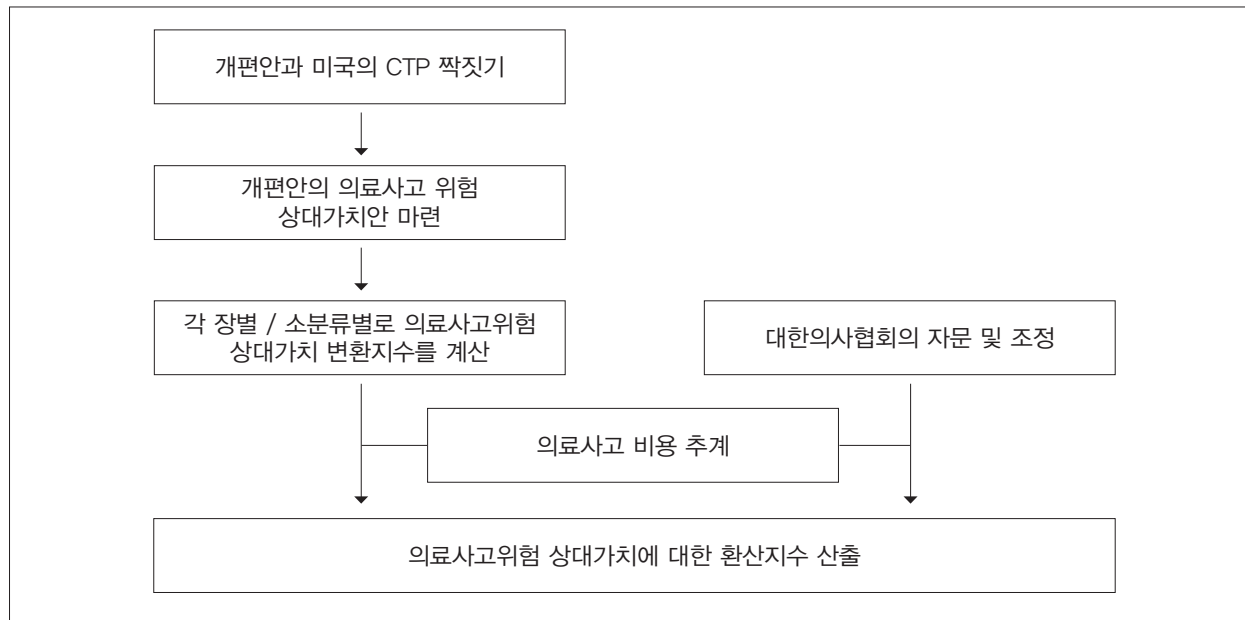 개편안과 미국의 CTP 짝짓기
개편안의 의료사고 위험
상대가치안 마련
각 장별 / 소분류별로 의료사고위험
상대가치 변환지수를 계산
대한의사협회의 자문 및 조정
의료사고 비용 추계
의료사고위험 상대가치에 대한 환산지수 산출